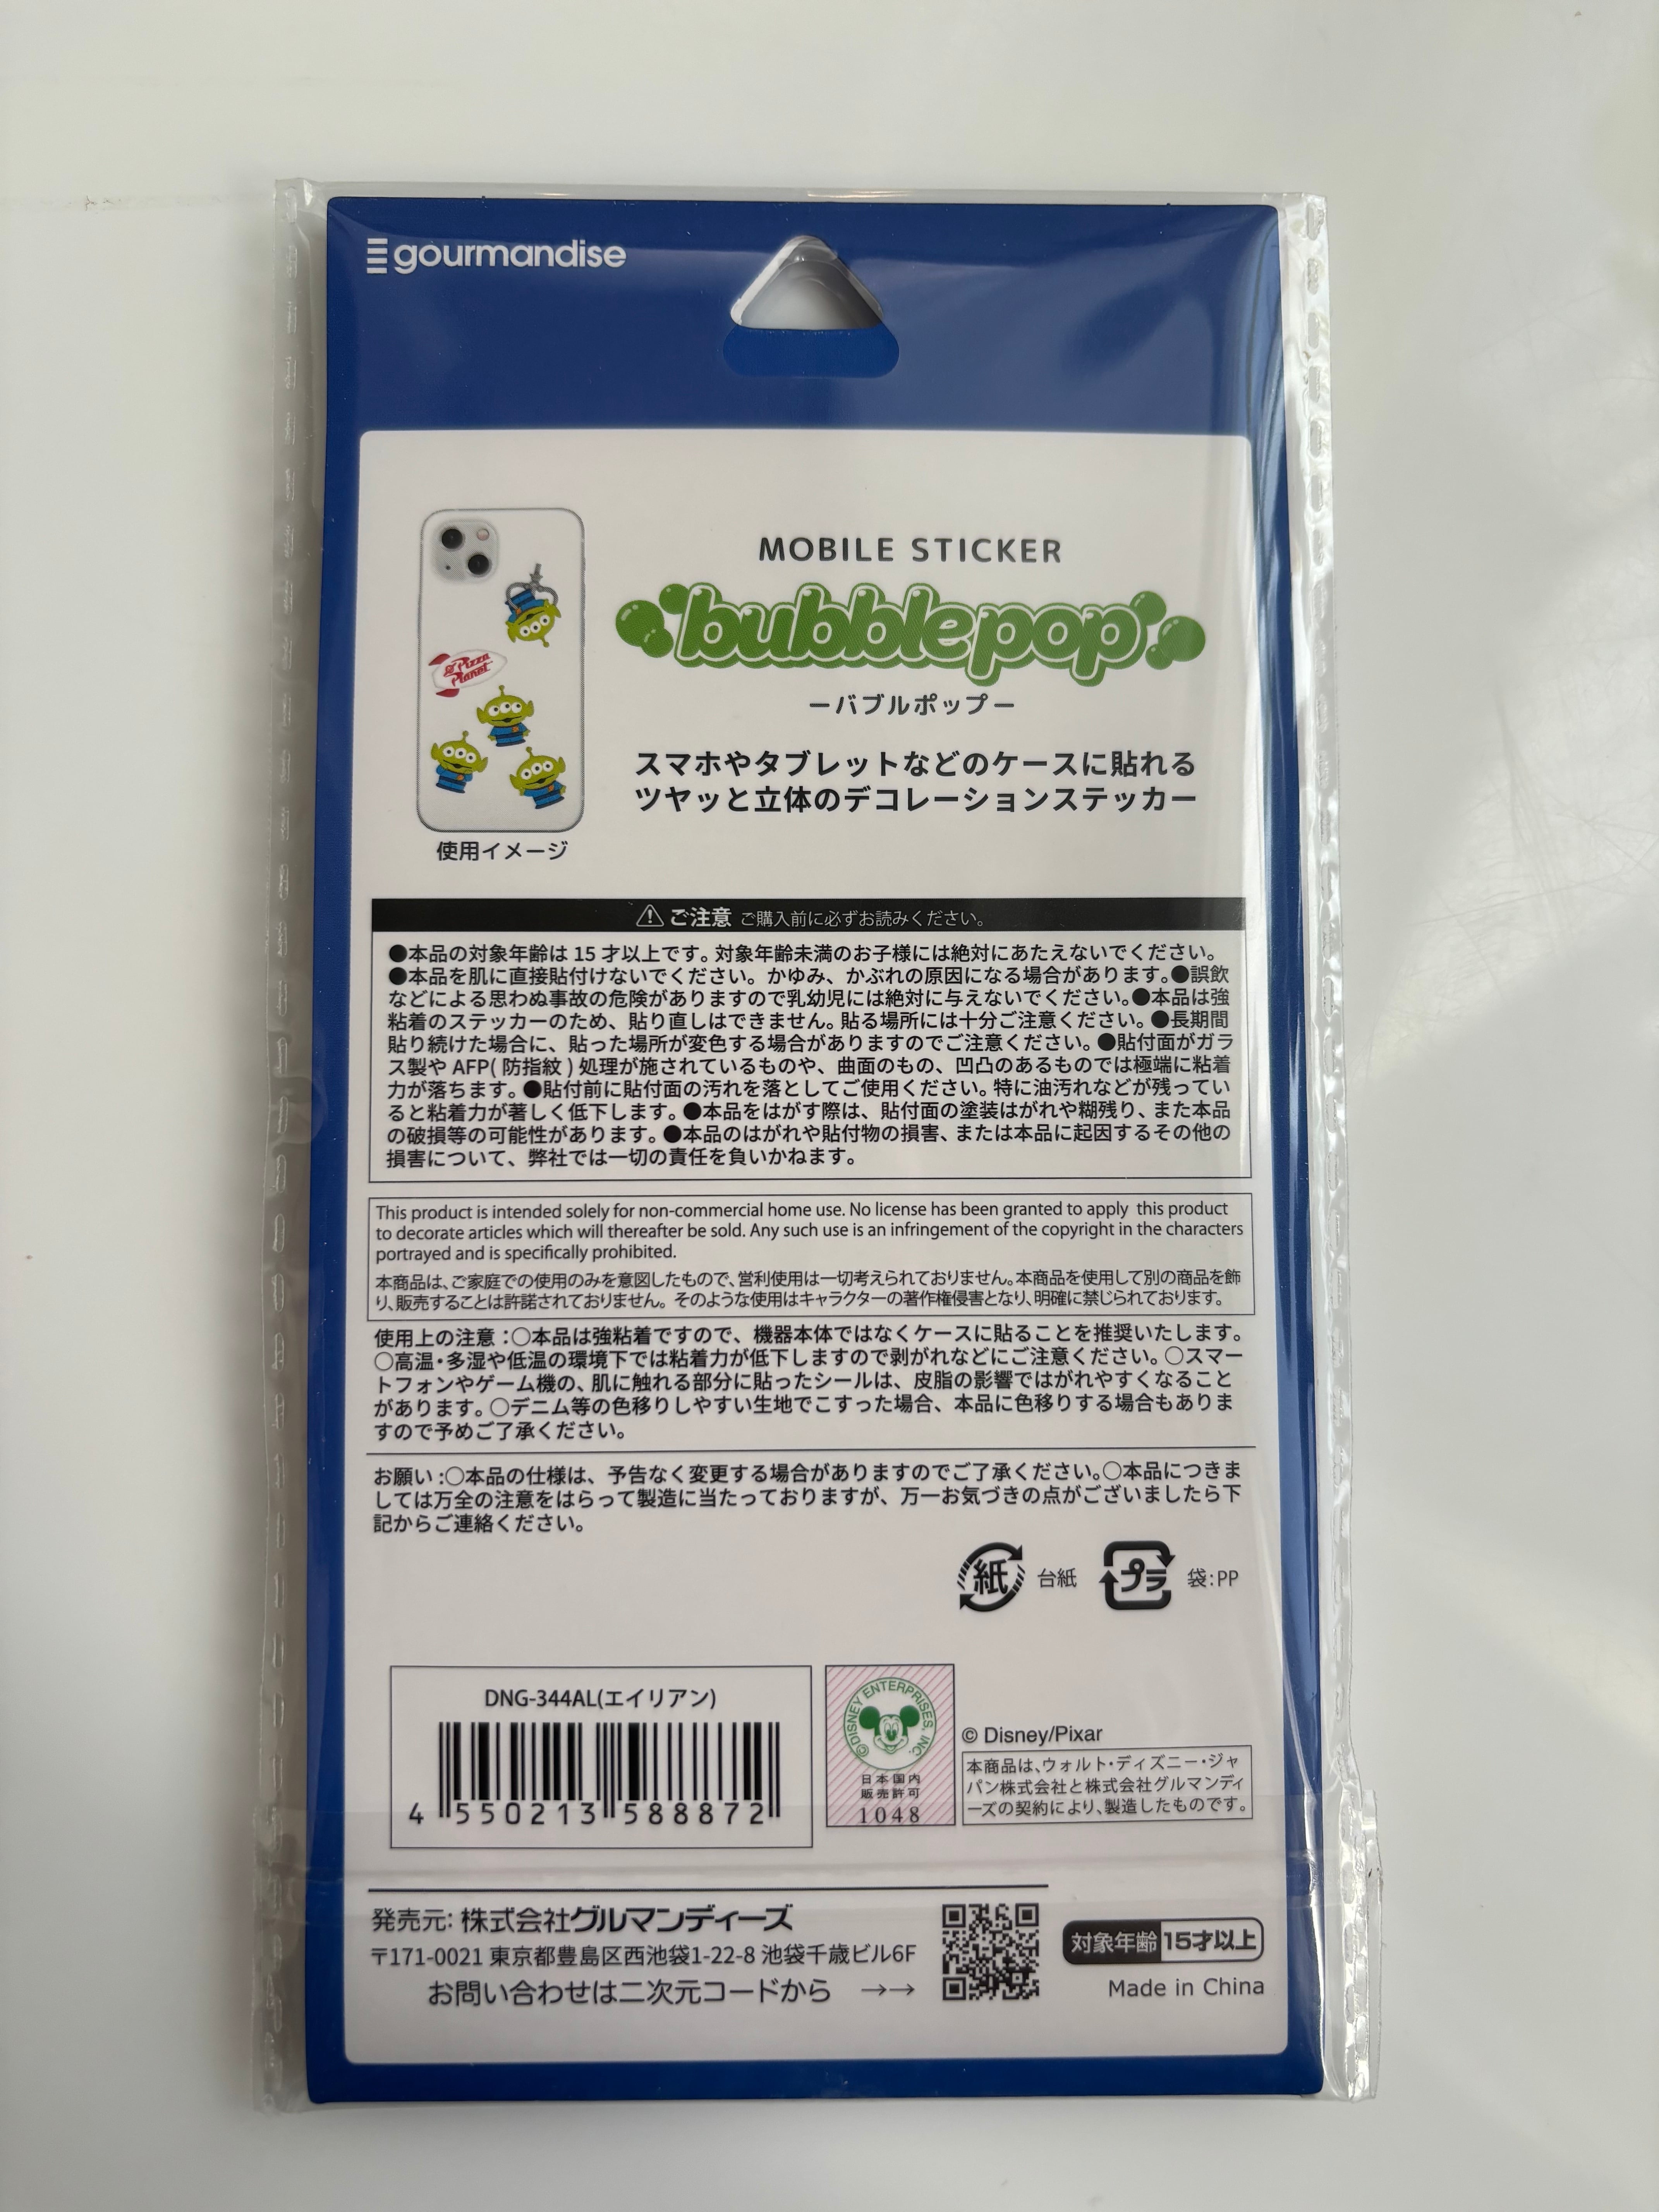 gourmandise
MOBILE STICKER
bubblepop
ーバブルポップー
Pizza
Planet
スマホやタブレットなどのケースに貼れる
ツヤッと立体のデコレーションステッカー
使用イメージ
ご注意 ご購入前に必ずお読みください。
●本品の対象年齢は 15 才以上です。対象年齢未満のお子様には絶対にあたえないでください。
●本品を肌に直接貼付けないでください。かゆみ、かぶれの原因になる場合があります。●誤飲
などによる思わぬ事故の危険がありますので乳幼児には絶対に与えないでください。●本品は強
粘着のステッカーのため、貼り直しはできません。貼る場所には十分ご注意ください。●長期間
貼り続けた場合に、貼った場所が変色する場合がありますのでご注意ください。●貼付面がガラ
ス製や AFP( 防指紋 ) 処理が施されているものや、曲面のもの、凹凸のあるものでは極端に粘着
力が落ちます。●貼付前に貼付面の汚れを落としてご使用ください。特に油汚れなどが残ってい
ると粘着力が著しく低下します。●本品をはがす際は、貼付面の塗装はがれや糊残り、また本品
の破損等の可能性があります。●本品のはがれや貼付物の損害、または本品に起因するその他の
損害について、弊社では一切の責任を負いかねます。
This product is intended solely for non-commercial home use. No license has been granted to apply this product
to decorate articles which will thereafter be sold. Any such use is an infringement of the copyright in the characters
portrayed and is specifically prohibited.
本商品は、ご家庭での使用のみを意図したもので、営利使用は一切考えられておりません。本商品を使用して別の商品を飾
り、販売することは許諾されておりません。そのような使用はキャラクターの著作権侵害となり、明確に禁じられております。
使用上の注意：○本品は強粘着ですので、機器本体ではなくケースに貼ることを推奨いたします。
○高温・多湿や低温の環境下では粘着力が低下しますので剥がれなどにご注意ください。○スマー
トフォンやゲーム機の、肌に触れる部分に貼ったシールは、皮脂の影響ではがれやすくなること
があります。○デニム等の色移りしやすい生地でこすった場合、本品に色移りする場合もありま
すので予めご了承ください。
お願い：○本品の仕様は、予告なく変更する場合がありますのでご了承ください。○本品につきま
しては万全の注意をはらって製造に当たっておりますが、万一お気づきの点がございましたら下
記からご連絡ください。
紙 台紙 プラ 袋：PP
DNG-344AL(エイリアン)
4 550213 588872
©DISNEY ENTERPRISES, INC.
日本国内
販売許可
1048
© Disney/Pixar
本商品は、ウォルト・ディズニー・ジャ
パン株式会社と株式会社グルマンディ
ーズの契約により、製造したものです。
発売元：株式会社グルマンディーズ
〒171-0021 東京都豊島区西池袋1-22-8 池袋千歳ビル6F
お問い合わせは二次元コードから →→
対象年齢 15才以上
Made in China